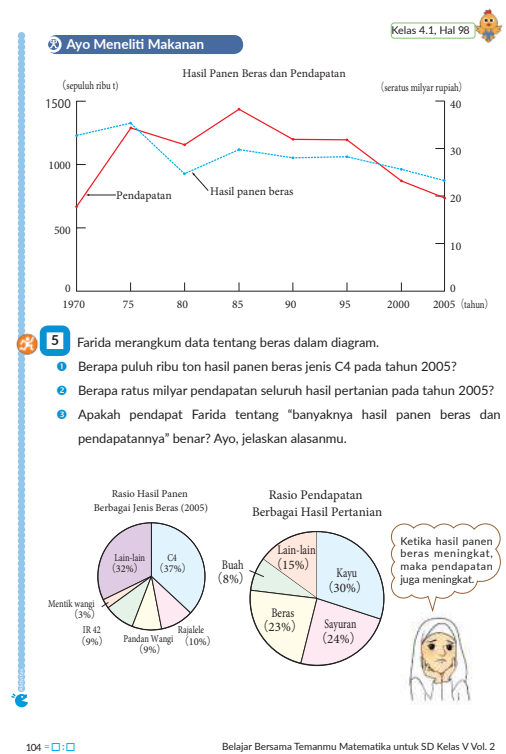 Kelas 4.1, Hal 98
Ayo Meneliti Makanan
Hasil Panen Beras dan Pendapatan
(sepuluh ribu t)
(seratus milyar rupiah)
1500
1000
500
0
40
30
20
10
0
Pendapatan
Hasil panen beras
1970 75 80 85 90 95 2000 2005 (tahun)
5 Farida merangkum data tentang beras dalam diagram.
1 Berapa puluh ribu ton hasil panen beras jenis C4 pada tahun 2005?
2 Berapa ratus milyar pendapatan seluruh hasil pertanian pada tahun 2005?
3 Apakah pendapat Farida tentang “banyaknya hasil panen beras dan
pendapatannya” benar? Ayo, jelaskan alasanmu.
Rasio Hasil Panen
Berbagai Jenis Beras (2005)
C4
(37%)
Rajalele
(10%)
Pandan Wangi
(9%)
IR 42
(9%)
Mentik wangi
(3%)
Lain-lain
(32%)
Rasio Pendapatan
Berbagai Hasil Pertanian
Kayu
(30%)
Sayuran
(24%)
Beras
(23%)
Buah
(8%)
Lain-lain
(15%)
Ketika hasil panen
beras meningkat,
maka pendapatan
juga meningkat.
104 = □ : □
Belajar Bersama Temanmu Matematika untuk SD Kelas V Vol. 2